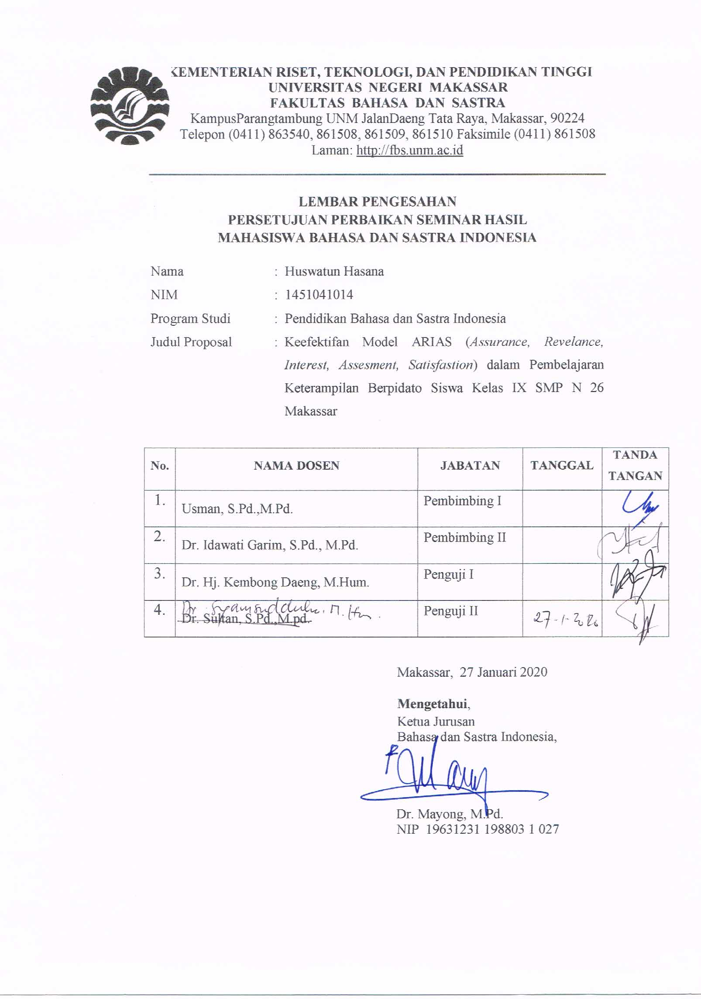 KEMENTERIAN RISET, TEKNOLOGI, DAN PENDIDIKAN TINGGI
UNIVERSITAS NEGERI MAKASSAR
FAKULTAS BAHASA DAN SASTRA
KampusParangtambung UNM JalanDaeng Tata Raya, Makassar, 90224
Telepon (0411) 863540, 861508, 861509, 861510 Faksimile (0411) 861508
Laman: http://fbs.unm.ac.id
LEMBAR PENGESAHAN
PERSETUJUAN PERBAIKAN SEMINAR HASIL
MAHASISWA BAHASA DAN SASTRA INDONESIA
Nama : Huswatun Hasana
NIM : 1451041014
Program Studi : Pendidikan Bahasa dan Sastra Indonesia
Judul Proposal : Keefektifan Model ARIAS (Assurance, Revelance,
Interest, Assesment, Satisfastion) dalam Pembelajaran
Keterampilan Berpidato Siswa Kelas IX SMP N 26
Makassar
No. NAMA DOSEN JABATAN TANGGAL TANDA TANGAN
1. Usman, S.Pd.,M.Pd. Pembimbing I
2. Dr. Idawati Garim, S.Pd., M.Pd. Pembimbing II
3. Dr. Hj. Kembong Daeng, M.Hum. Penguji I
Dr. M. Hum.
4. Dr. Sultan, S.Pd.,M.pd. Penguji II 27-1-2020
Makassar, 27 Januari 2020
Mengetahui,
Ketua Jurusan
Bahasa dan Sastra Indonesia,
Dr. Mayong, M.Pd.
NIP 19631231 198803 1 027